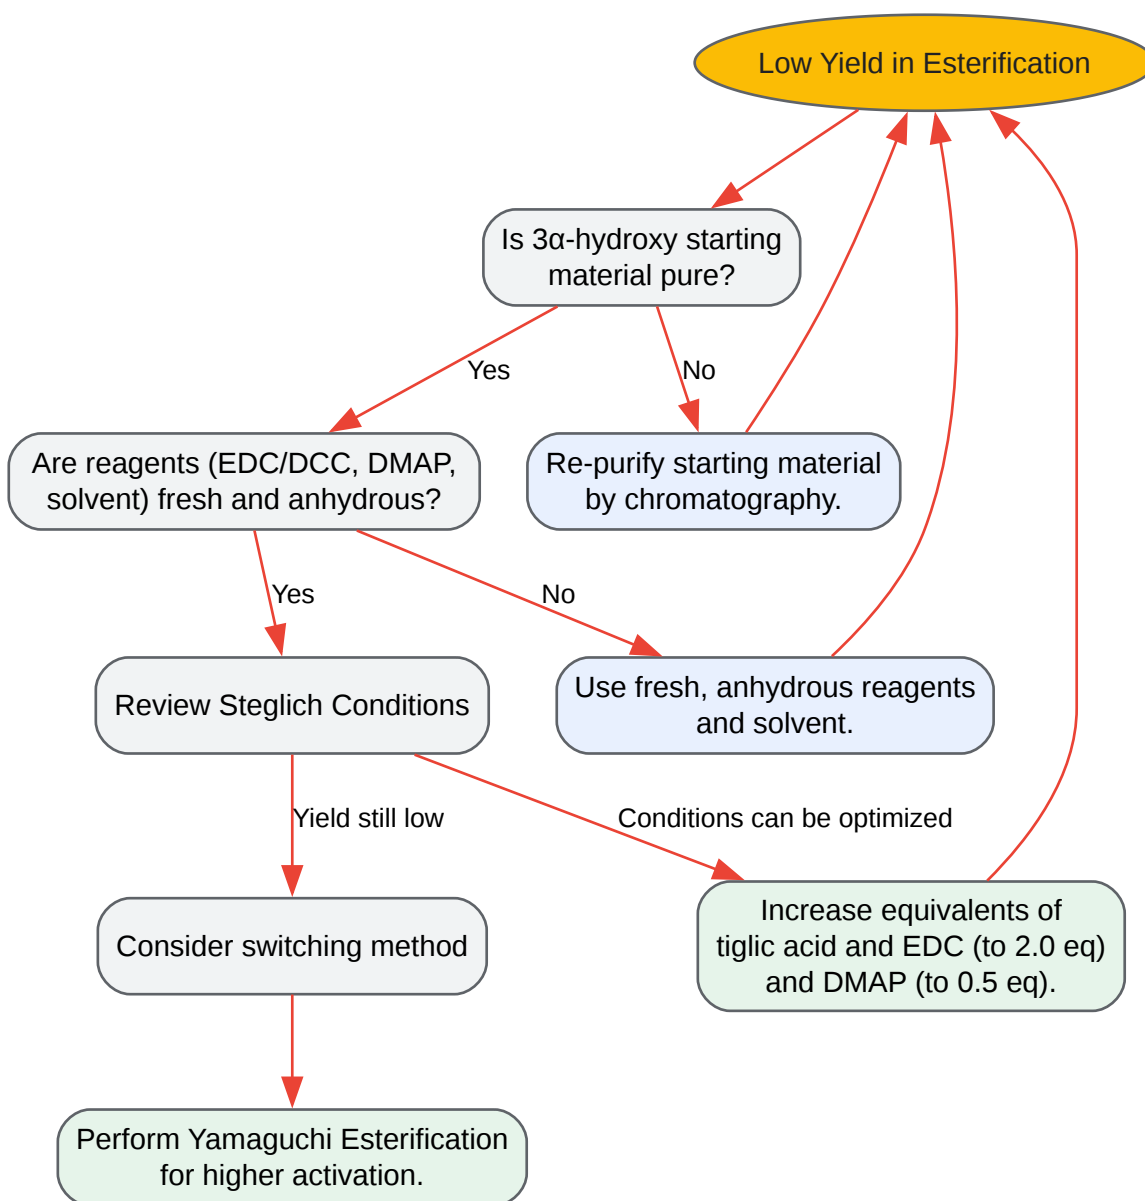 Low Yield in Esterification
Is 3α-hydroxy starting
material pure?
Yes
No
Are reagents (EDC/DCC, DMAP,
solvent) fresh and anhydrous?
Re-purify starting material
by chromatography.
Yes
No
Review Steglich Conditions
Use fresh, anhydrous reagents
and solvent.
Yield still low
Conditions can be optimized
Consider switching method
Increase equivalents of
tiglic acid and EDC (to 2.0 eq)
and DMAP (to 0.5 eq).
Perform Yamaguchi Esterification
for higher activation.